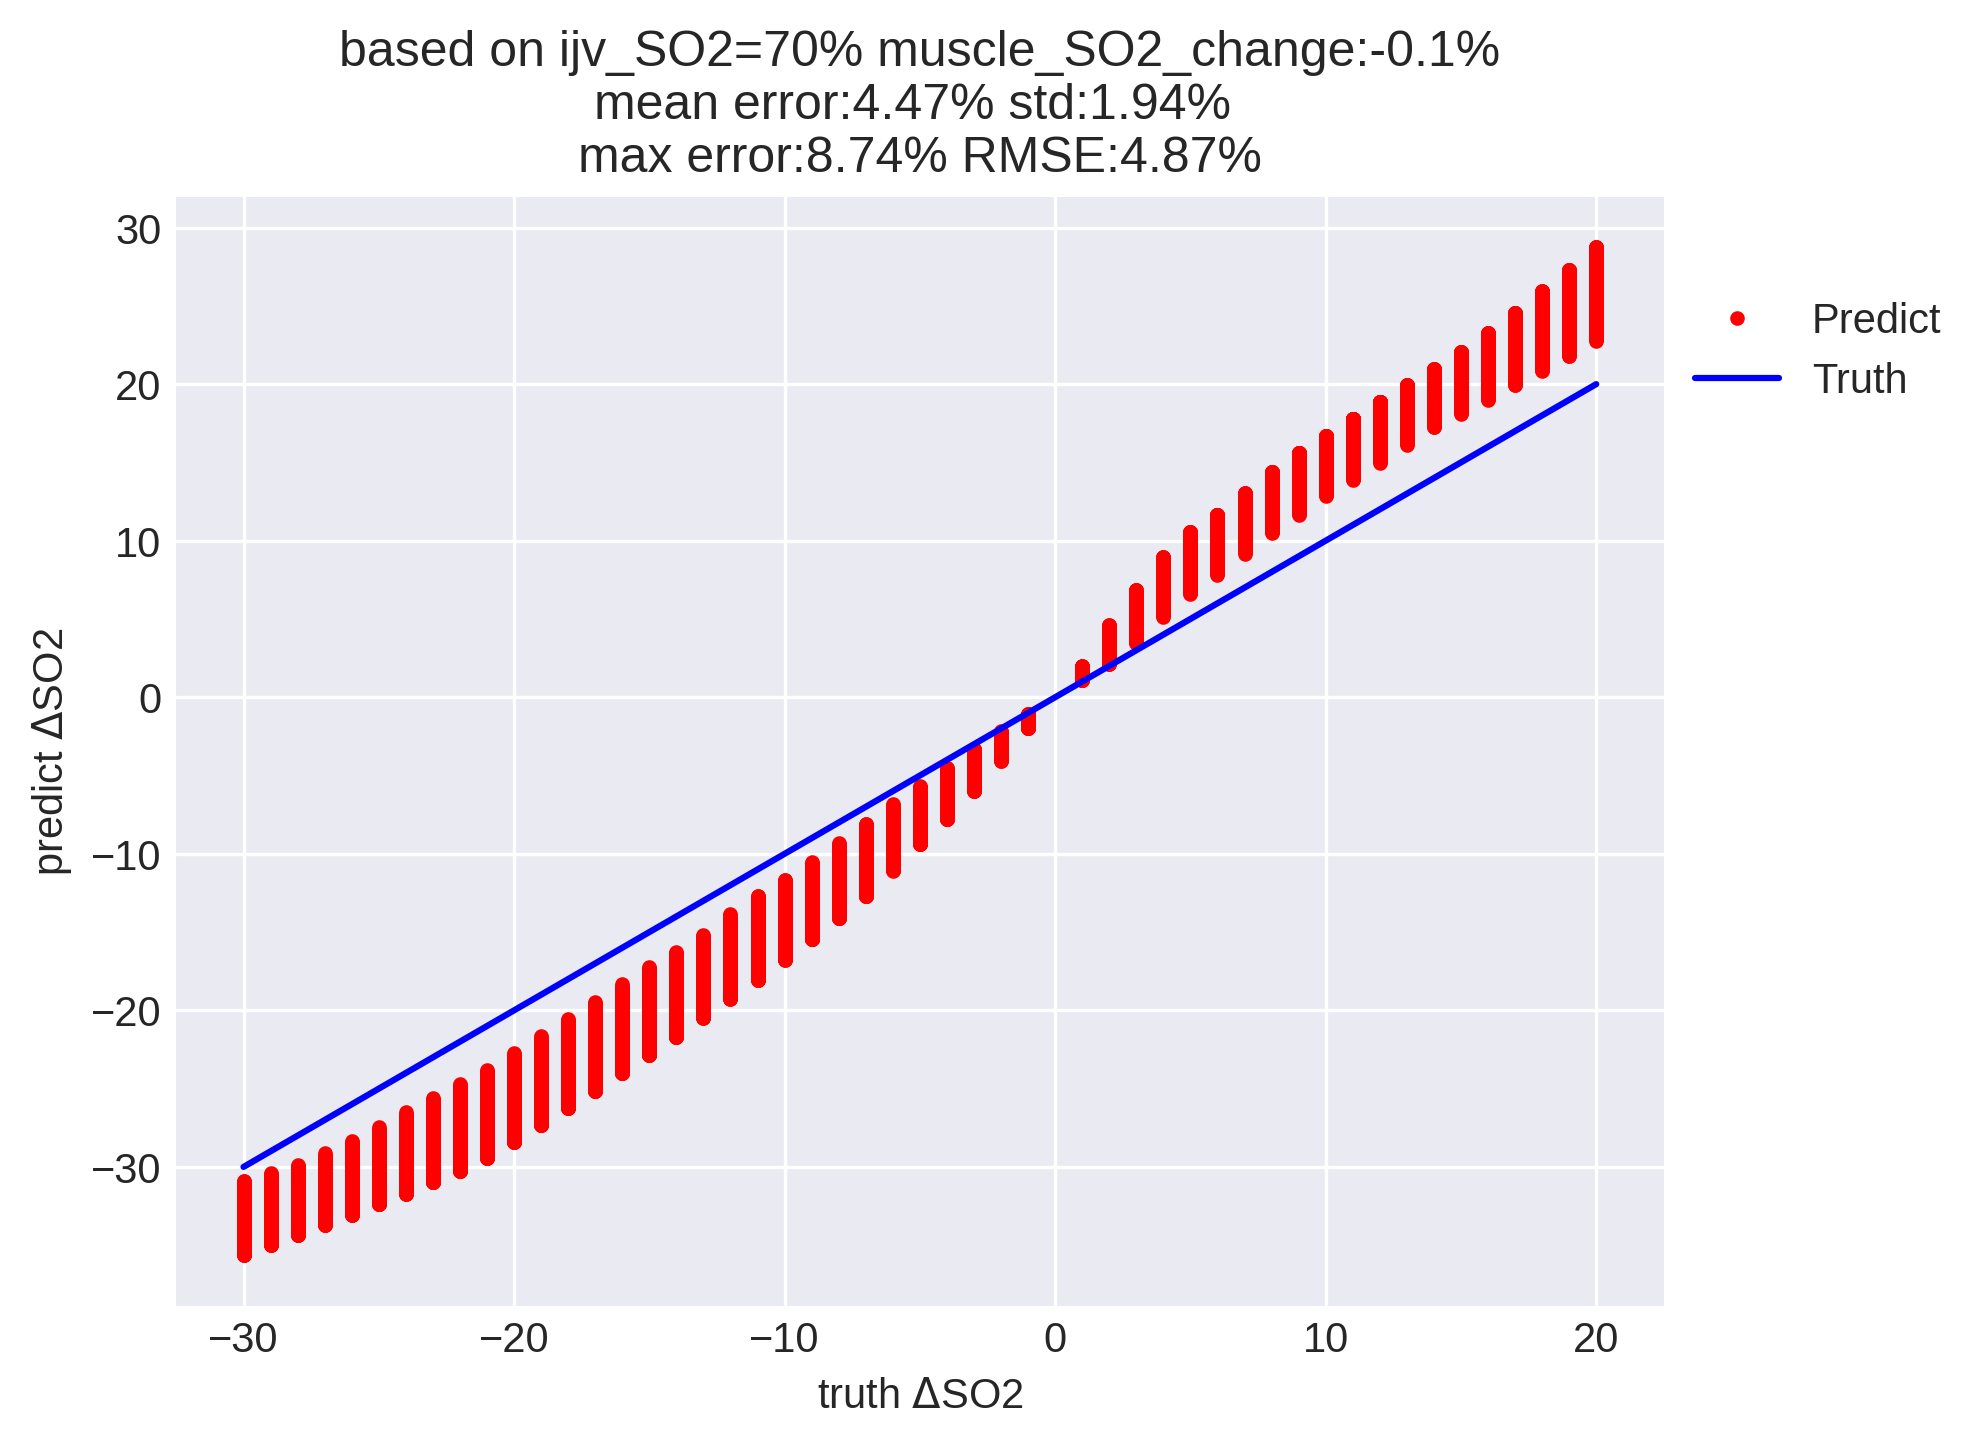 based on ijv_SO2=70% muscle_SO2_change:-0.1%
mean error:4.47% std:1.94%
max error:8.74% RMSE:4.87%
30
20
10
0
−10
−20
−30
predict ΔSO2
−30
−20
−10
0
10
20
truth ΔSO2
Predict
Truth